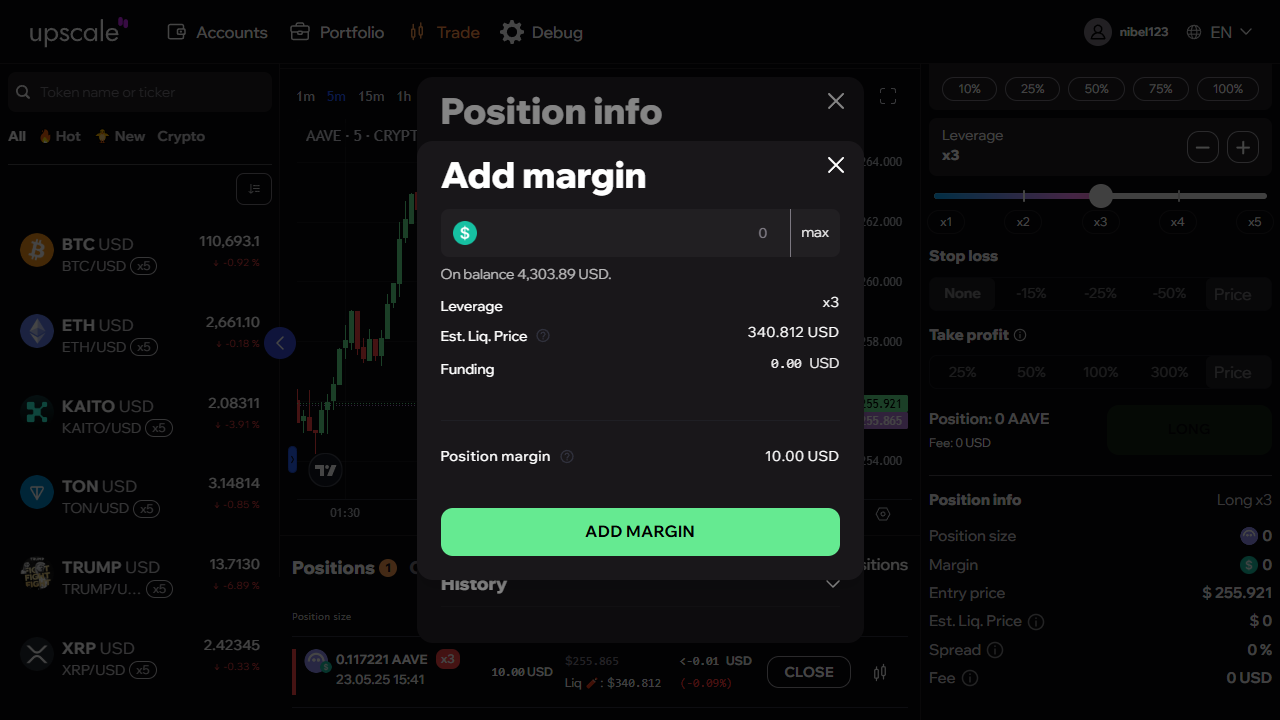 upscale
Accounts
Portfolio
Trade
Debug
nibel123
EN
Token name or ticker
All
Hot
New
Crypto
BTC USD
110,693.1
BTC/USD x5
↓ -0.92 %
ETH USD
2,661.10
ETH/USD x5
↓ -0.18 %
KAITO USD
2.08311
KAITO/USD x5
↓ -3.91 %
TON USD
3.14814
TON/USD x5
↓ -0.85 %
TRUMP USD
13.7130
TRUMP/U... x5
↓ -6.89 %
XRP USD
2.42345
XRP/USD x5
↓ -0.33 %
1m 5m 15m 1h
AAVE · 5 · CRYPT
264.000
262.000
260.000
258.000
255.921
255.865
254.000
01:30
Position info
Add margin
$ 0 max
On balance 4,303.89 USD.
Leverage x3
Est. Liq. Price 340.812 USD
Funding 0.00 USD
Position margin 10.00 USD
ADD MARGIN
History
Positions 1
sitions
Position size
0.117221 AAVE x3
23.05.25 15:41
10.00 USD
$255.865
Liq : $340.812
<-0.01 USD
(-0.09%)
CLOSE
10% 25% 50% 75% 100%
Leverage
x3
x1 x2 x3 x4 x5
Stop loss
None -15% -25% -50% Price
Take profit
25% 50% 100% 300% Price
Position: 0 AAVE
Fee: 0 USD
LONG
Position info Long x3
Position size 0
Margin $ 0
Entry price $ 255.921
Est. Liq. Price $ 0
Spread 0 %
Fee 0 USD